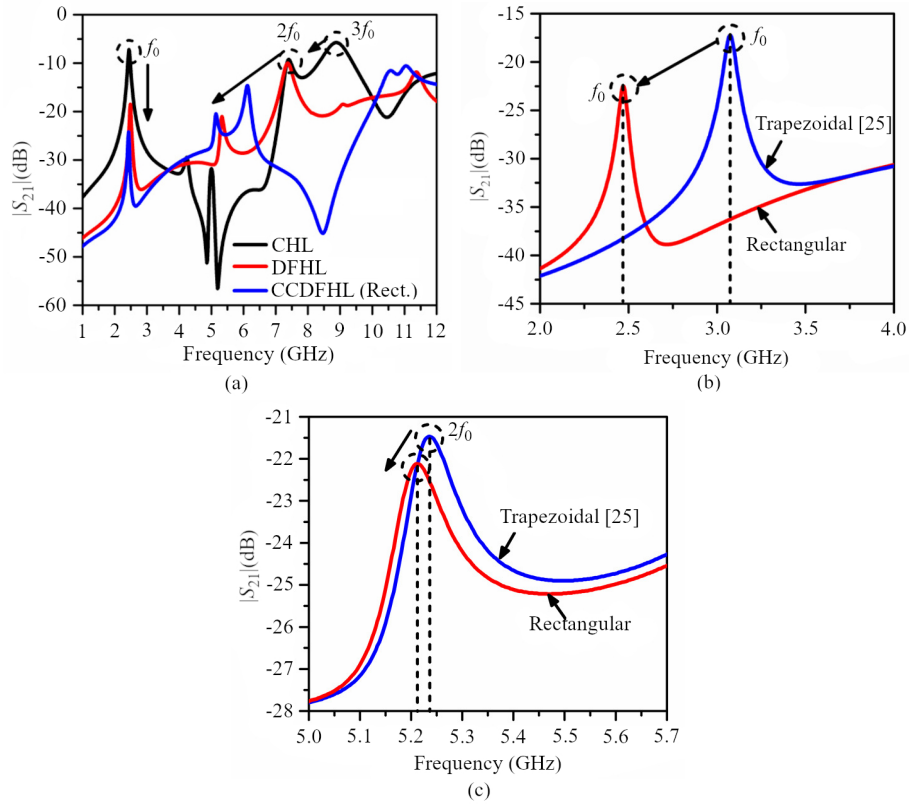 0
-10
-20
-30
-40
-50
-60
|S21|(dB)
f0
2f0
3f0
CHL
DFHL
CCDFHL (Rect.)
1 2 3 4 5 6 7 8 9 10 11 12
Frequency (GHz)
(a)
-15
-20
-25
-30
-35
-40
-45
|S21|(dB)
f0
f0
Trapezoidal [25]
Rectangular
2.0 2.5 3.0 3.5 4.0
Frequency (GHz)
(b)
-21
-22
-23
-24
-25
-26
-27
-28
|S21|(dB)
2f0
Trapezoidal [25]
Rectangular
5.0 5.1 5.2 5.3 5.4 5.5 5.6 5.7
Frequency (GHz)
(c)